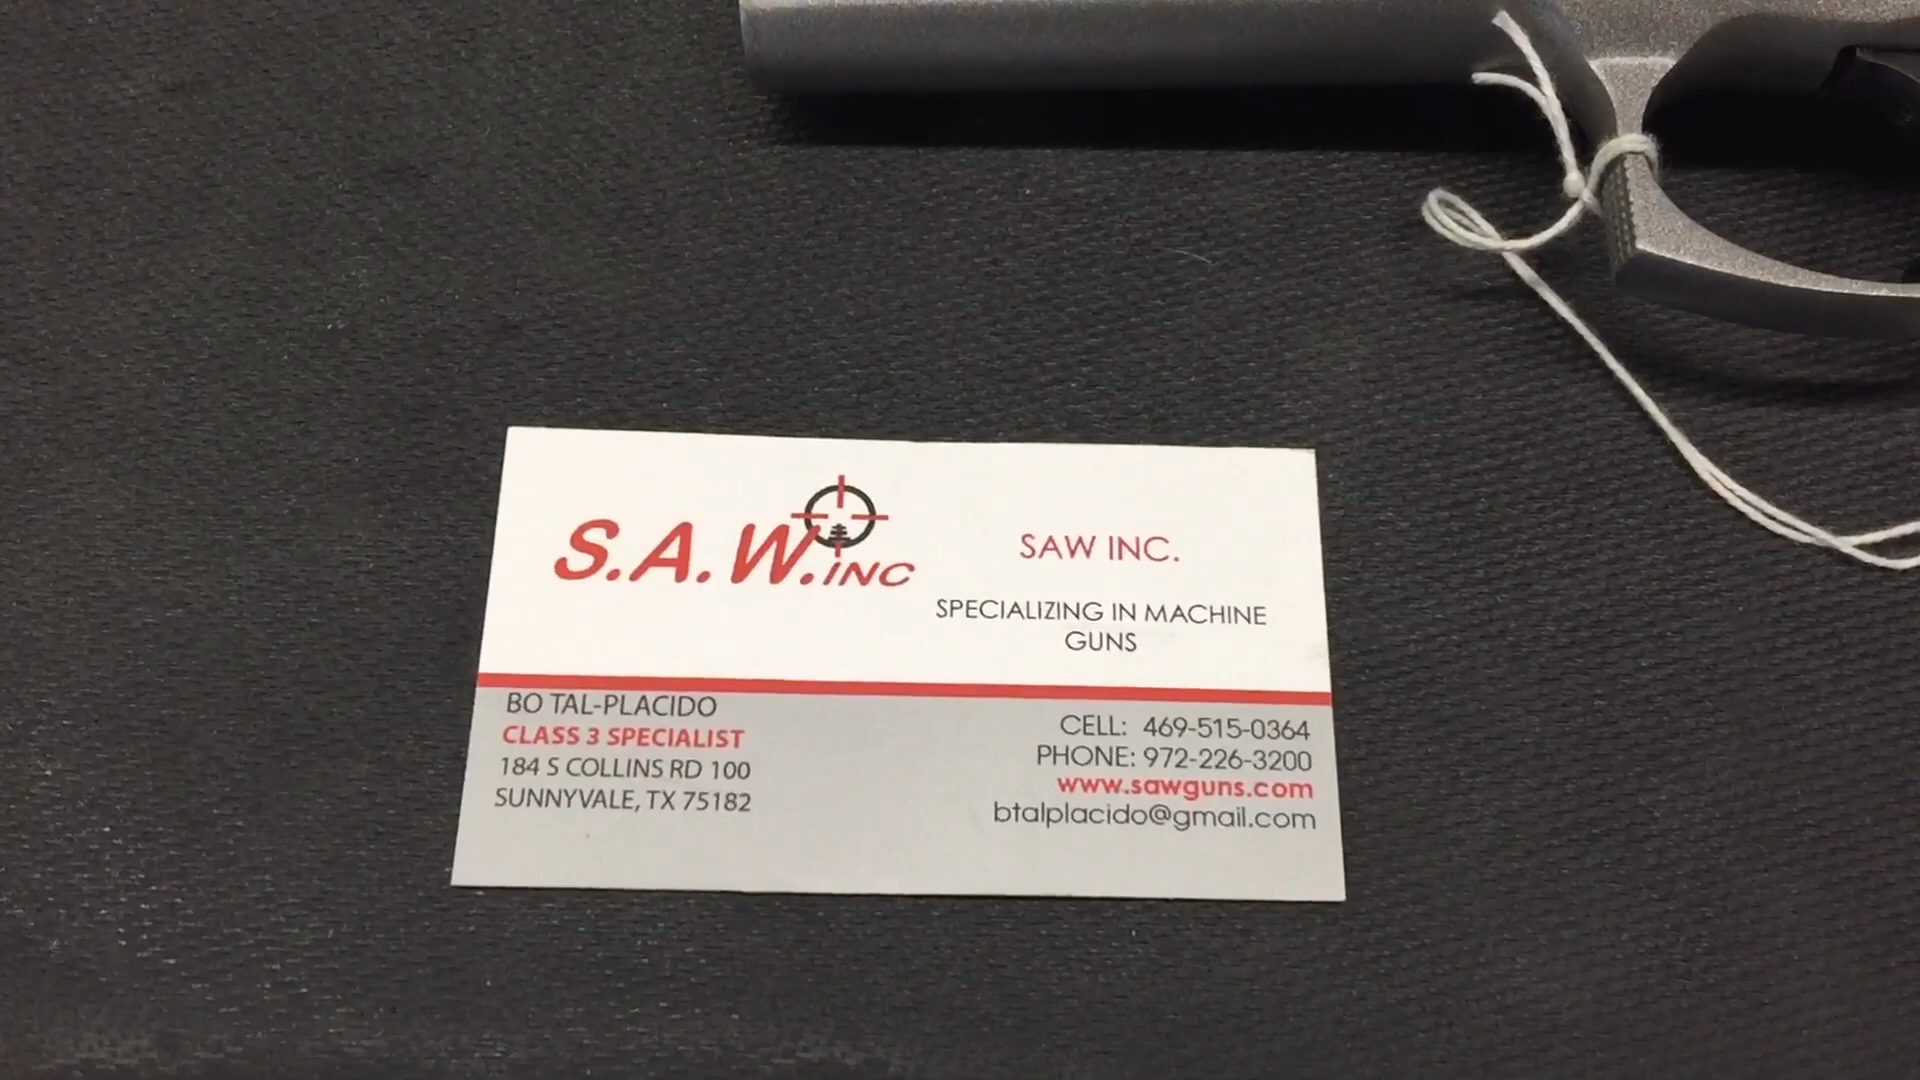 S.A.W.INC
SAW INC.
SPECIALIZING IN MACHINE
GUNS
BO TAL-PLACIDO
CLASS 3 SPECIALIST
184 S COLLINS RD 100
SUNNYVALE, TX 75182
CELL: 469-515-0364
PHONE: 972-226-3200
www.sawguns.com
btalplacido@gmail.com